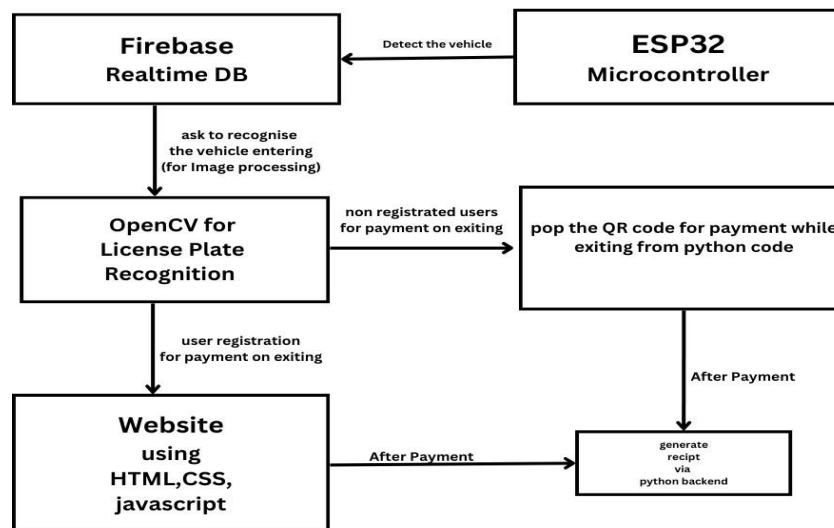 Firebase
Realtime DB
Detect the vehicle
ESP32
Microcontroller
ask to recognise
the vehicle entering
(for Image processing)
OpenCV for
License Plate
Recognition
non registrated users
for payment on exiting
pop the QR code for payment while
exiting from python code
user registration
for payment on exiting
After Payment
Website
using
HTML,CSS,
javascript
After Payment
generate
recipt
via
python backend